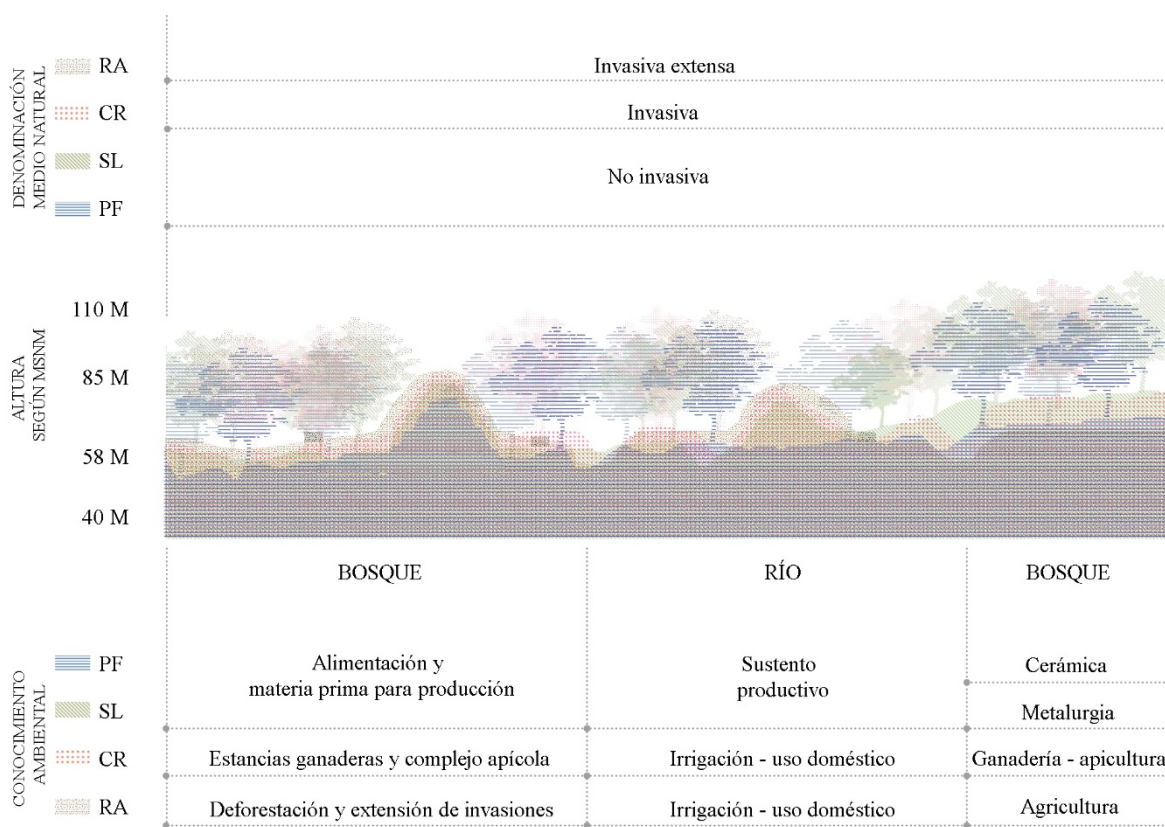 DENOMINACIÓN
MEDIO NATURAL
RA
Invasiva extensa
CR
Invasiva
SL
No invasiva
PF
ALTURA
SEGÚN MSNM
110 M
85 M
58 M
40 M
BOSQUE
RÍO
BOSQUE
CONOCIMIENTO
AMBIENTAL
PF
Alimentación y
materia prima para producción
Sustento
productivo
Cerámica
SL
Metalurgia
CR
Estancias ganaderas y complejo apícola
Irrigación - uso doméstico
Ganadería - apicultura
RA
Deforestación y extensión de invasiones
Irrigación - uso doméstico
Agricultura